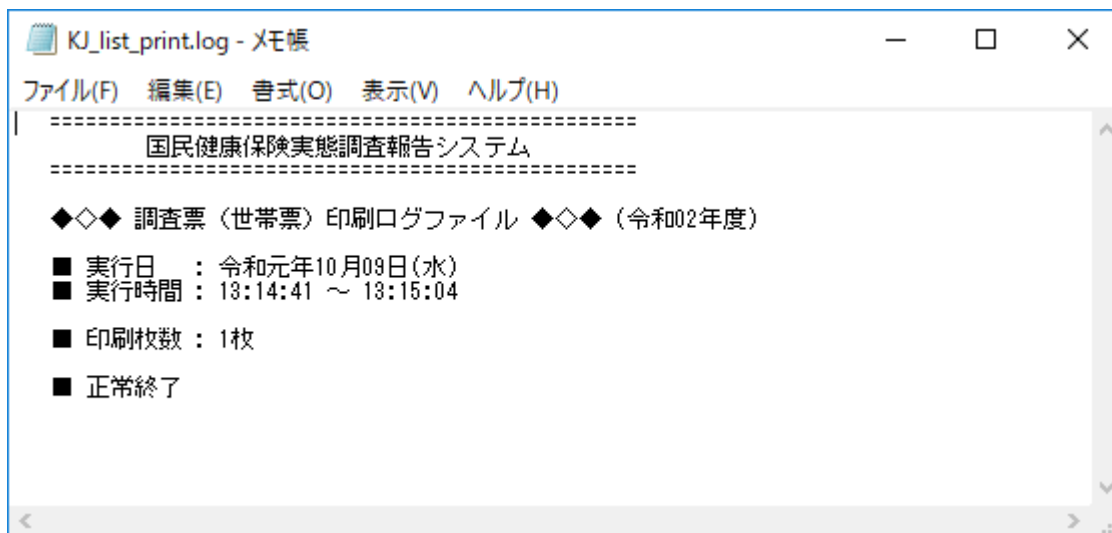 KJ_list_print.log - メモ帳
ファイル(F) 編集(E) 書式(O) 表示(V) ヘルプ(H)
=================================================
国民健康保険実態調査報告システム
=================================================
◆◇◆ 調査票（世帯票）印刷ログファイル ◆◇◆（令和02年度）
■ 実行日　 : 令和元年10月09日(水)
■ 実行時間 : 13:14:41 ～ 13:15:04
■ 印刷枚数 : 1枚
■ 正常終了